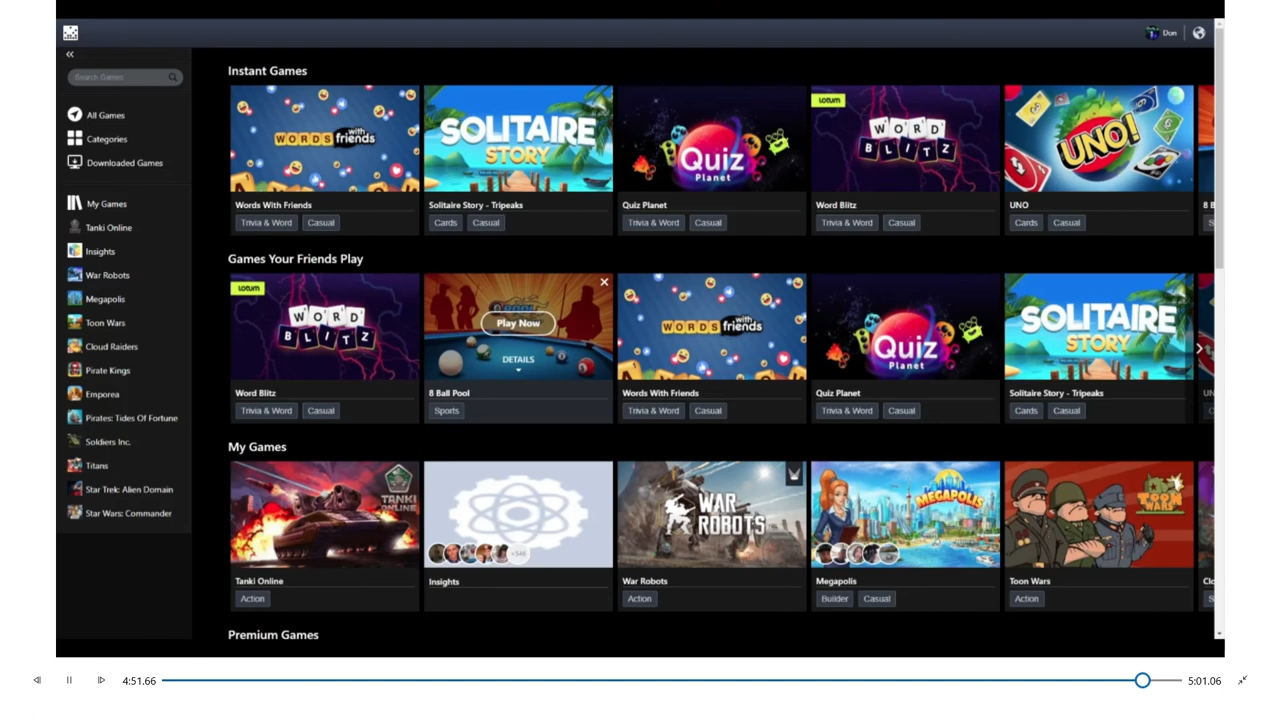 Don
Search Games
All Games
Categories
Downloaded Games
My Games
Tanki Online
Insights
War Robots
Megapolis
Toon Wars
Cloud Raiders
Pirate Kings
Emporea
Pirates: Tides Of Fortune
Soldiers Inc.
Titans
Star Trek: Alien Domain
Star Wars: Commander
Instant Games
WORDS with friends
SOLITAIRE STORY
Quiz Planet
LOTUM
WORD BLITZ
UNO!
Words With Friends
Solitaire Story - Tripeaks
Quiz Planet
Word Blitz
UNO
8 B
Trivia & Word Casual
Cards Casual
Trivia & Word Casual
Trivia & Word Casual
Cards Casual
S
Games Your Friends Play
LOTUM
WORD BLITZ
Play Now
DETAILS
WORDS with friends
Quiz Planet
SOLITAIRE STORY
Word Blitz
8 Ball Pool
Words With Friends
Quiz Planet
Solitaire Story - Tripeaks
UN
Trivia & Word Casual
Sports
Trivia & Word Casual
Trivia & Word Casual
Cards Casual
C
My Games
TANKI ONLINE
+546
WAR ROBOTS
MEGAPOLIS
TOON WARS
Tanki Online
Insights
War Robots
Megapolis
Toon Wars
Clo
Action
Action
Builder Casual
Action
S
Premium Games
4:51.66
5:01.06